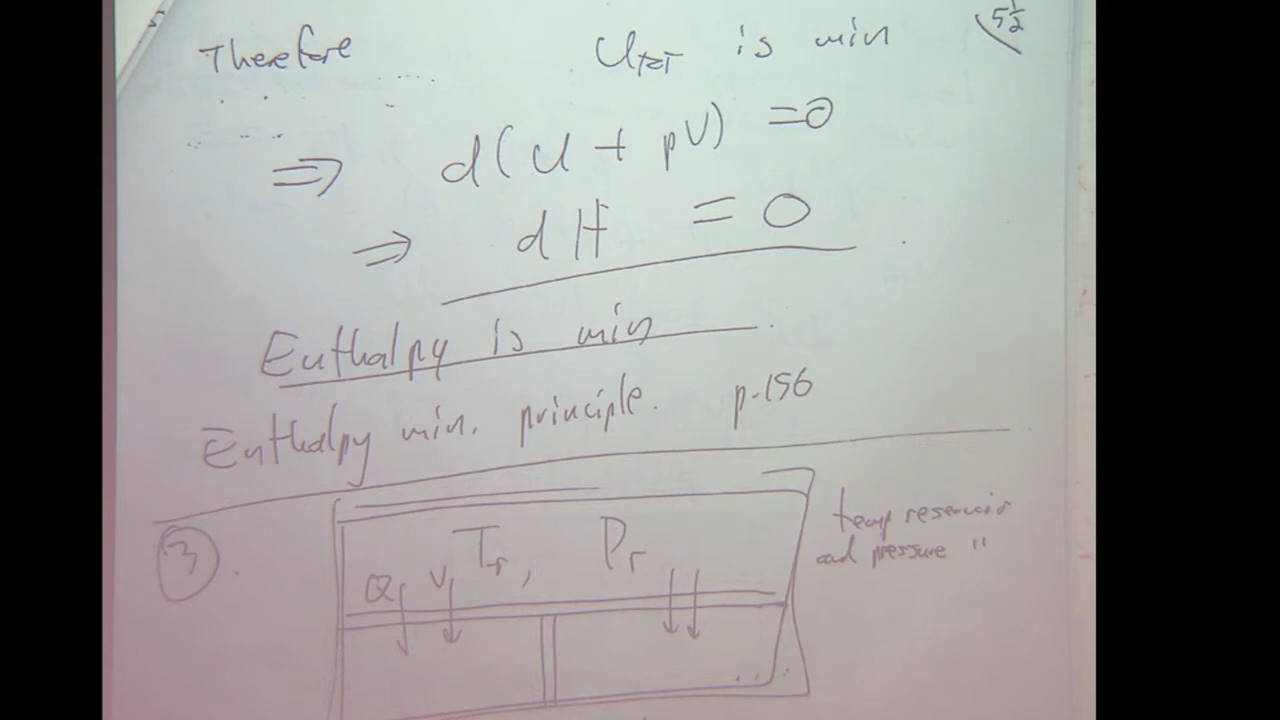 Therefore U_TOT is min 5½
⇒ d(U + pV) = 0
⇒ dH = 0
Enthalpy is min
Enthalpy min. principle. p.156
3. temp reservoir
and pressure "
T_r, P_r
Q V